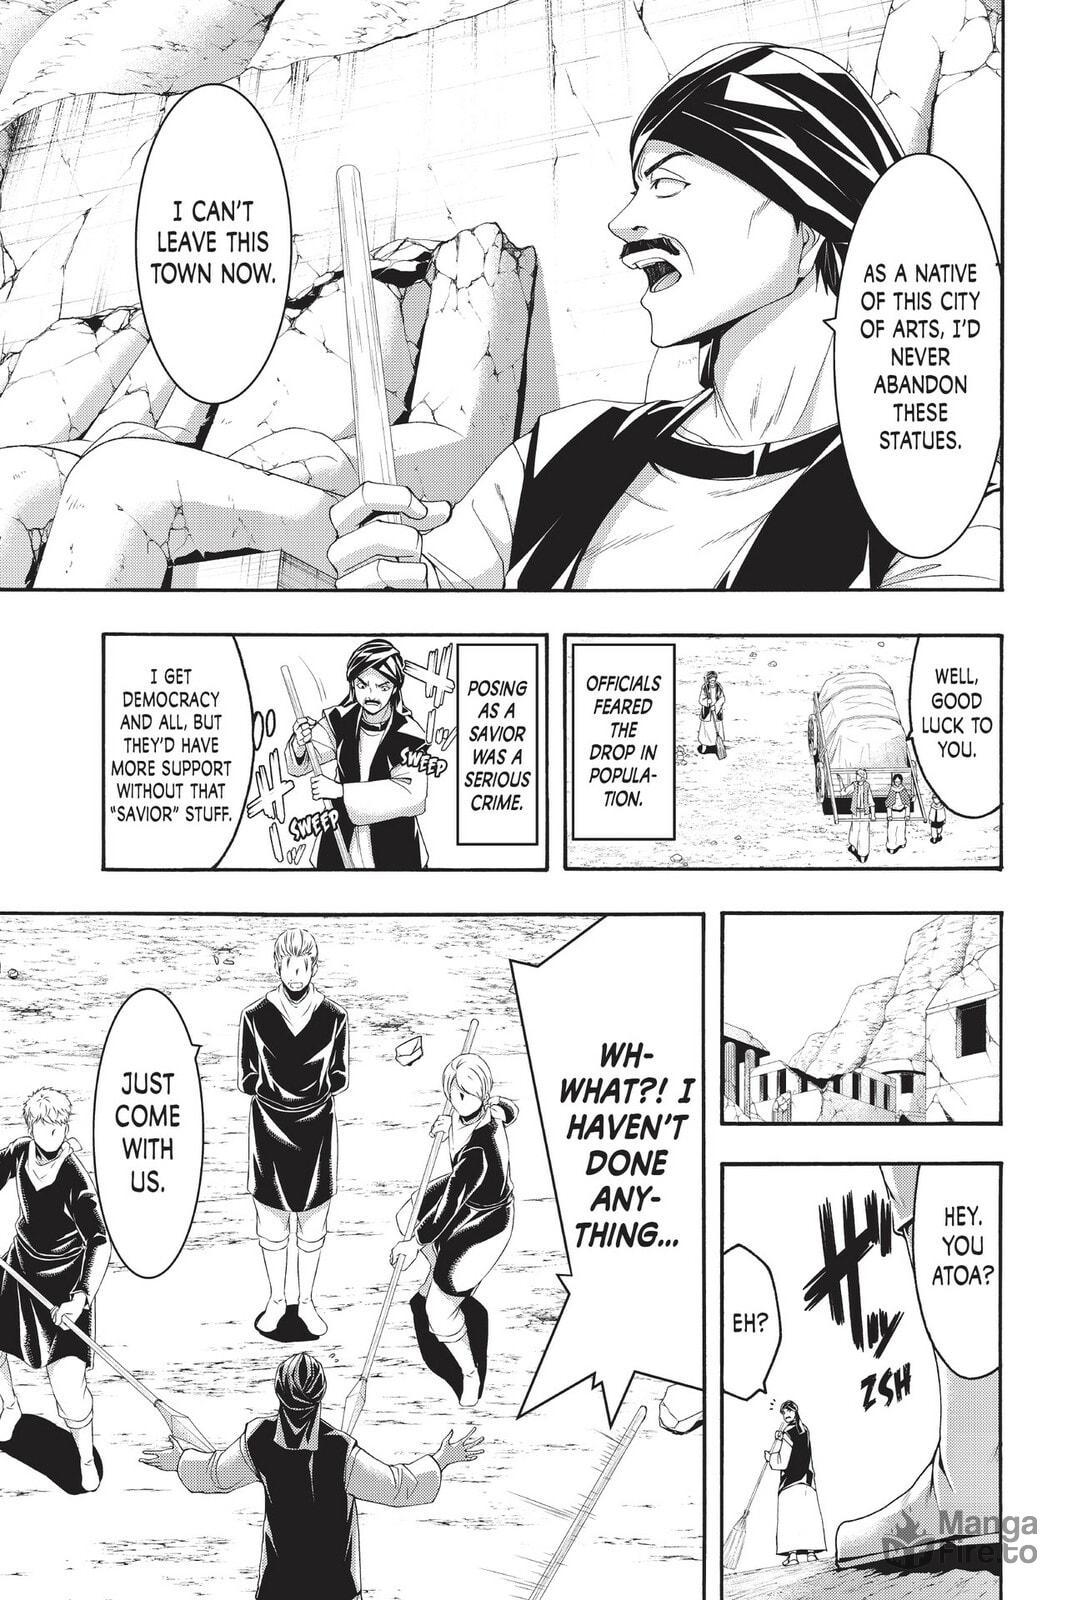 AS A NATIVE
OF THIS CITY
OF ARTS, I'D
NEVER
ABANDON
THESE
STATUES.
I CAN'T
LEAVE THIS
TOWN NOW.
WELL,
GOOD
LUCK TO
YOU.
OFFICIALS
FEARED
THE
DROP IN
POPULA-
TION.
POSING
AS A
SAVIOR
WAS A
SERIOUS
CRIME.
SWEEP
SWEEP
I GET
DEMOCRACY
AND ALL, BUT
THEY'D HAVE
MORE SUPPORT
WITHOUT THAT
"SAVIOR" STUFF.
HEY.
YOU
ATOA?
ZSH
EH?
WH-
WHAT?! I
HAVEN'T
DONE
ANY-
THING...
JUST
COME
WITH
US.
Manga
Fire.to